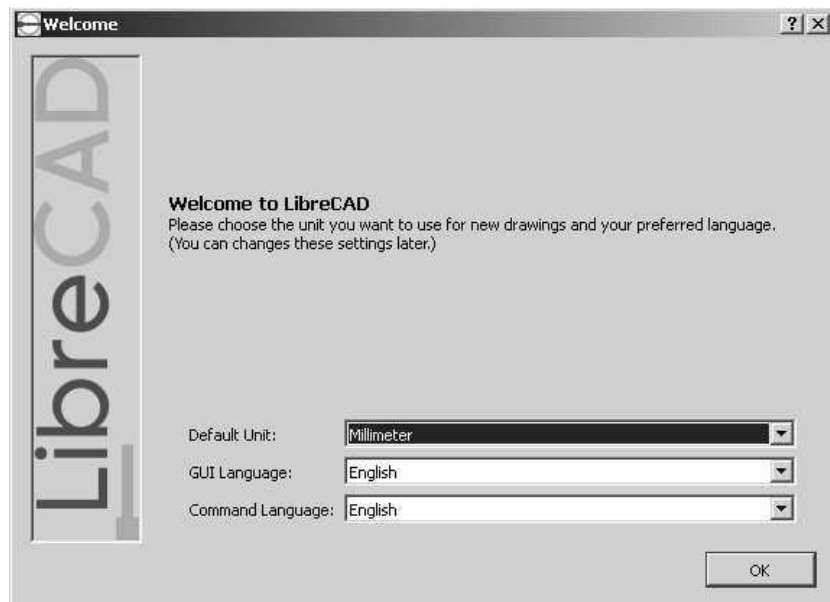 Welcome
LibreCAD
Welcome to LibreCAD
Please choose the unit you want to use for new drawings and your preferred language.
(You can changes these settings later.)
Default Unit: Millimeter
GUI Language: English
Command Language: English
OK